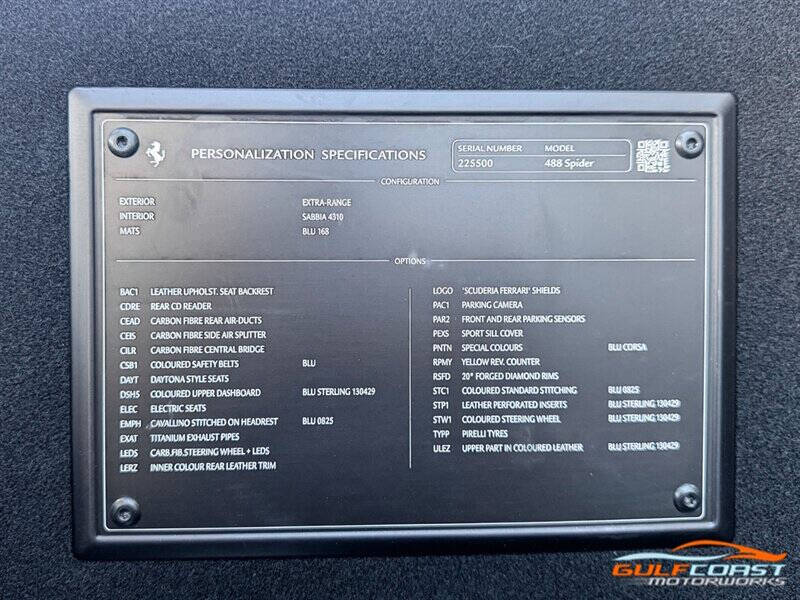 PERSONALIZATION SPECIFICATIONS
SERIAL NUMBER MODEL
225500 488 Spider
CONFIGURATION
EXTERIOR EXTRA-RANGE
INTERIOR SABBIA 4310
MATS BLU 168
OPTIONS
BAC1 LEATHER UPHOLST. SEAT BACKREST
CDRE REAR CD READER
CEAD CARBON FIBRE REAR AIR-DUCTS
CEIS CARBON FIBRE SIDE AIR SPLITTER
CILR CARBON FIBRE CENTRAL BRIDGE
CSB1 COLOURED SAFETY BELTS BLU
DAYT DAYTONA STYLE SEATS
DSH5 COLOURED UPPER DASHBOARD BLU STERLING 130429
ELEC ELECTRIC SEATS
EMPH CAVALLINO STITCHED ON HEADREST BLU 0825
EXAT TITANIUM EXHAUST PIPES
LEDS CARB.FIB.STEERING WHEEL + LEDS
LERZ INNER COLOUR REAR LEATHER TRIM
LOGO 'SCUDERIA FERRARI' SHIELDS
PAC1 PARKING CAMERA
PAR2 FRONT AND REAR PARKING SENSORS
PEXS SPORT SILL COVER
PNTN SPECIAL COLOURS BLU CORSA
RPMY YELLOW REV. COUNTER
RSFD 20" FORGED DIAMOND RIMS
STC1 COLOURED STANDARD STITCHING BLU 0825
STP1 LEATHER PERFORATED INSERTS BLU STERLING 130429
STW1 COLOURED STEERING WHEEL BLU STERLING 130429
TYPP PIRELLI TYRES
ULEZ UPPER PART IN COLOURED LEATHER BLU STERLING 130429
GULFCOAST
MOTORWORKS